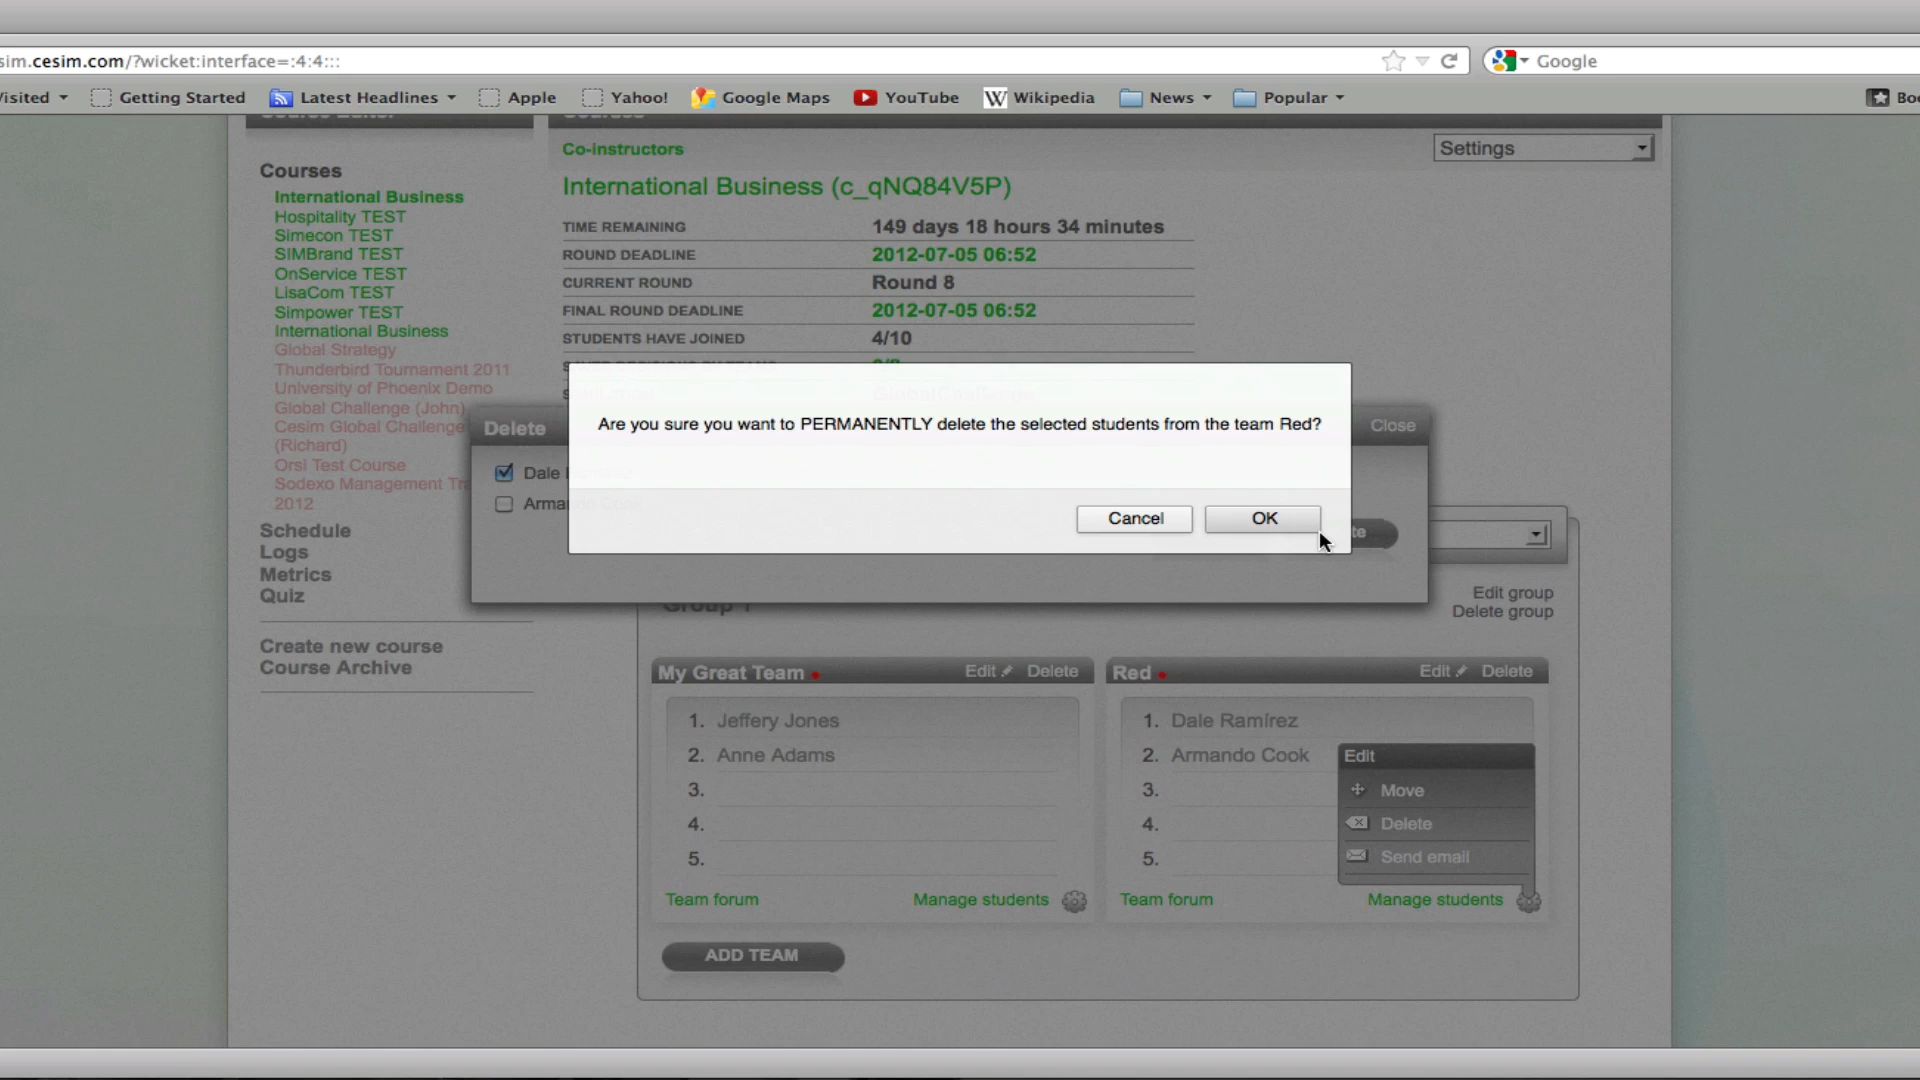 sim.cesim.com/?wicket:interface=:4:4:::
Google
Visited
Getting Started
Latest Headlines
Apple
Yahoo!
Google Maps
YouTube
Wikipedia
News
Popular
Courses
International Business
Hospitality TEST
Simecon TEST
SIMBrand TEST
OnService TEST
LisaCom TEST
Simpower TEST
International Business
Global Strategy
Thunderbird Tournament 2011
University of Phoenix Demo
Global Challenge (John)
Cesim Global Challenge
(Richard)
Orsi Test Course
Sodexo Management
2012
Schedule
Logs
Metrics
Quiz
Create new course
Course Archive
Co-instructors
Settings
International Business (c_qNQ84V5P)
TIME REMAINING 149 days 18 hours 34 minutes
ROUND DEADLINE 2012-07-05 06:52
CURRENT ROUND Round 8
FINAL ROUND DEADLINE 2012-07-05 06:52
STUDENTS HAVE JOINED 4/10
Delete
Close
Dale
Are you sure you want to PERMANENTLY delete the selected students from the team Red?
Cancel
OK
Edit group
Delete group
Group 1
My Great Team
Edit
Delete
1. Jeffery Jones
2. Anne Adams
3.
4.
5.
Team forum
Manage students
Red
Edit
Delete
1. Dale Ramírez
2. Armando Cook
3.
4.
5.
Edit
Move
Delete
Send email
Team forum
Manage students
ADD TEAM